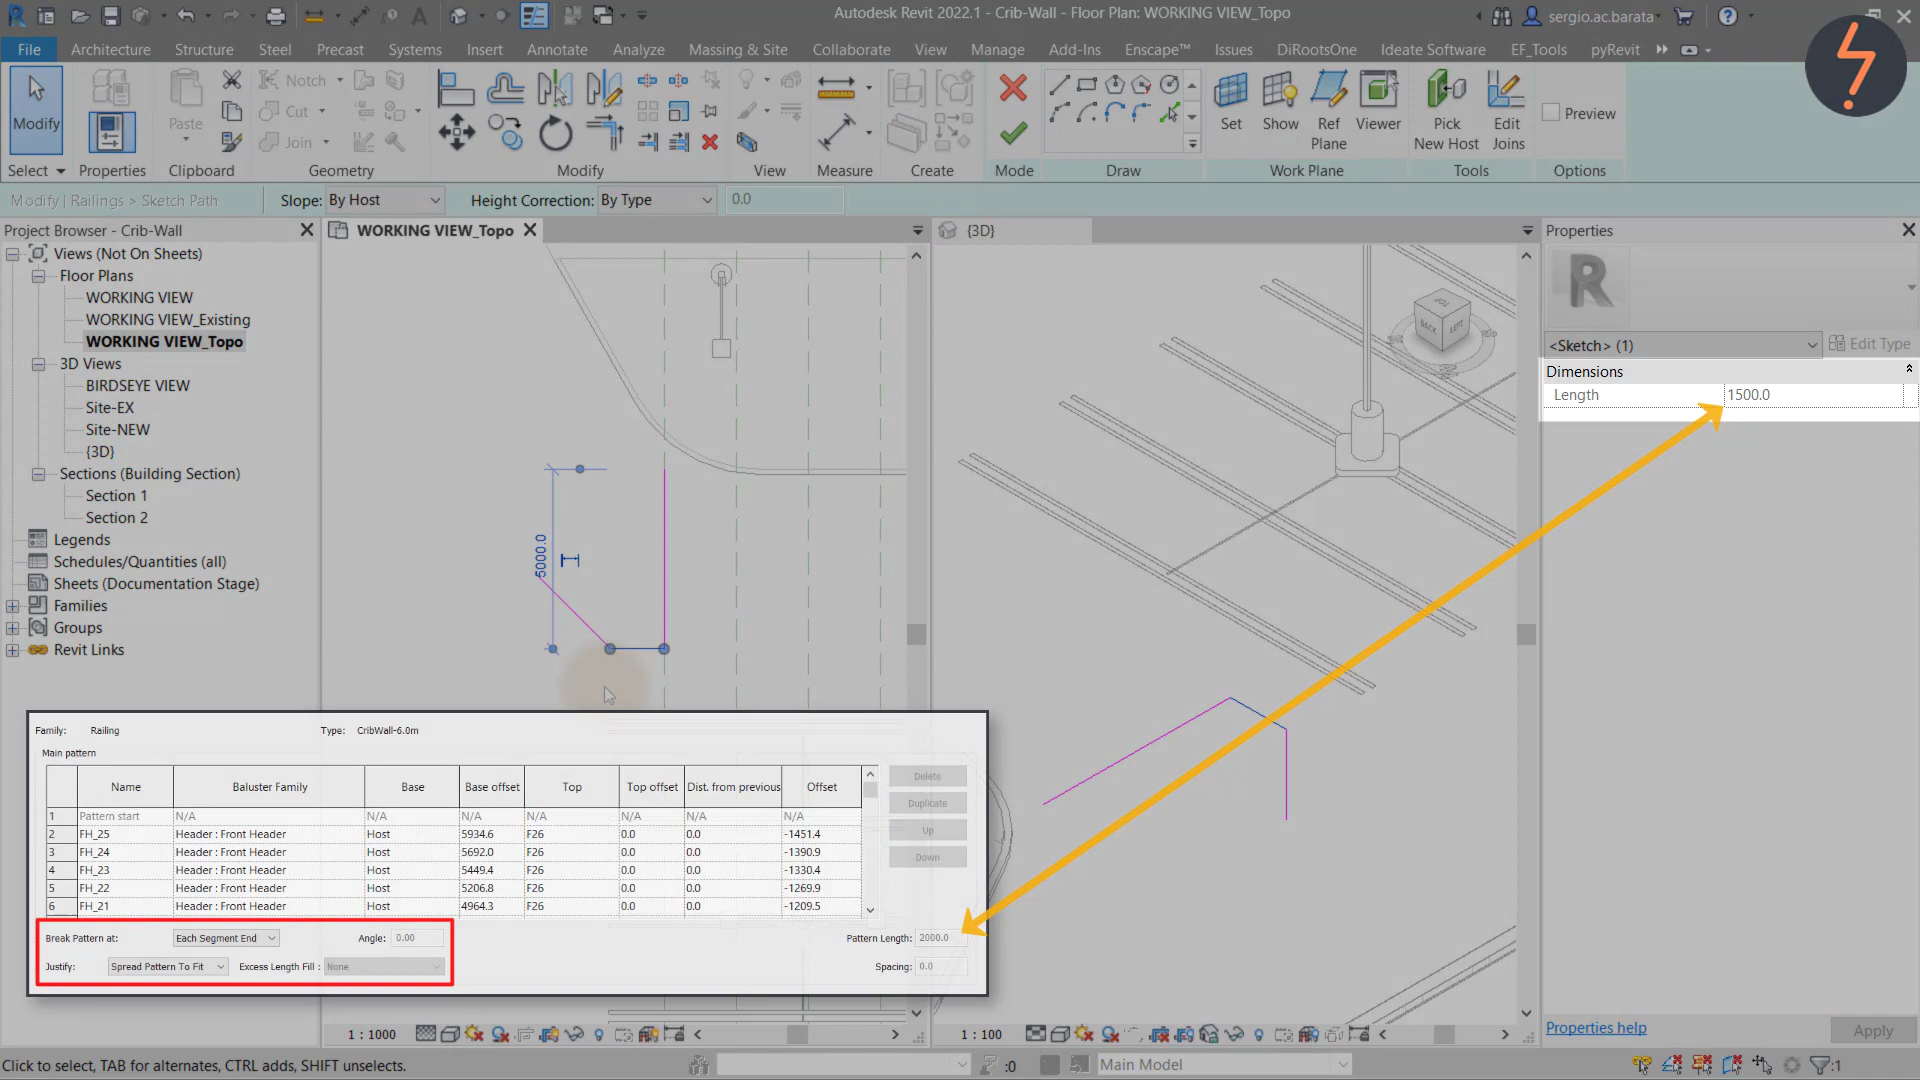 Autodesk Revit 2022.1 - Crib-Wall - Floor Plan: WORKING VIEW_Topo
sergio.ac.barata
File Architecture Structure Steel Precast Systems Insert Annotate Analyze Massing & Site Collaborate View Manage Add-Ins Enscape™ Issues DiRootsOne Ideate Software EF_Tools pyRevit
Modify
Paste
Notch
Cut
Join
Set
Show
Ref
Plane
Viewer
Pick
New Host
Edit
Joins
Preview
Select Properties Clipboard Geometry Modify View Measure Create Mode Draw Work Plane Tools Options
Modify | Railings > Sketch Path
Slope: By Host
Height Correction: By Type
0.0
Project Browser - Crib-Wall
Views (Not On Sheets)
Floor Plans
WORKING VIEW
WORKING VIEW_Existing
WORKING VIEW_Topo
3D Views
BIRDSEYE VIEW
Site-EX
Site-NEW
{3D}
Sections (Building Section)
Section 1
Section 2
Legends
Schedules/Quantities (all)
Sheets (Documentation Stage)
Families
Groups
Revit Links
WORKING VIEW_Topo
5000.0
{3D}
TOP
BACK
LEFT
Properties
R
<Sketch> (1)
Edit Type
Dimensions
Length 1500.0
Family: Railing Type: CribWall-6.0m
Main pattern
Name Baluster Family Base Base offset Top Top offset Dist. from previous Offset
1 Pattern start N/A N/A N/A N/A N/A N/A N/A
2 FH_25 Header : Front Header Host 5934.6 F26 0.0 0.0 -1451.4
3 FH_24 Header : Front Header Host 5692.0 F26 0.0 0.0 -1390.9
4 FH_23 Header : Front Header Host 5449.4 F26 0.0 0.0 -1330.4
5 FH_22 Header : Front Header Host 5206.8 F26 0.0 0.0 -1269.9
6 FH_21 Header : Front Header Host 4964.3 F26 0.0 0.0 -1209.5
Delete
Duplicate
Up
Down
Break Pattern at: Each Segment End Angle: 0.00 Pattern Length: 2000.0
Justify: Spread Pattern To Fit Excess Length Fill : None Spacing: 0.0
1 : 1000
1 : 100
Properties help
Apply
Click to select, TAB for alternates, CTRL adds, SHIFT unselects.
:0
Main Model
:1